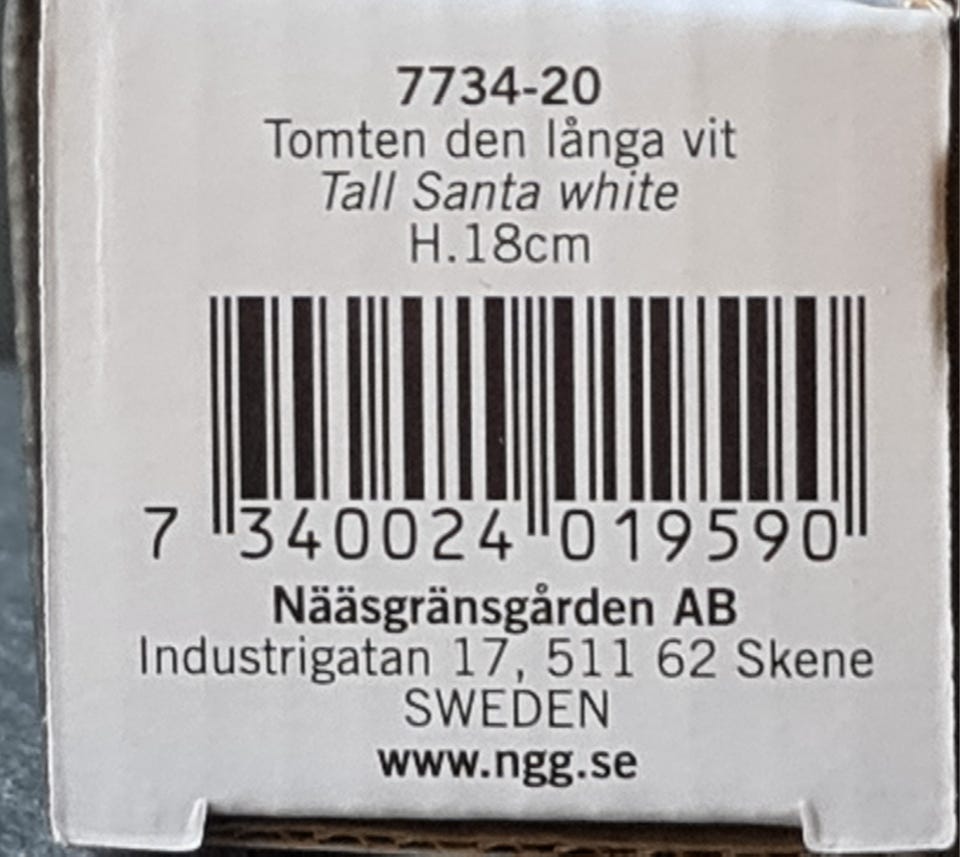 7734-20
Tomten den långa vit
Tall Santa white
H.18cm
7 340024 019590
Nääsgränsgården AB
Industrigatan 17, 511 62 Skene
SWEDEN
www.ngg.se